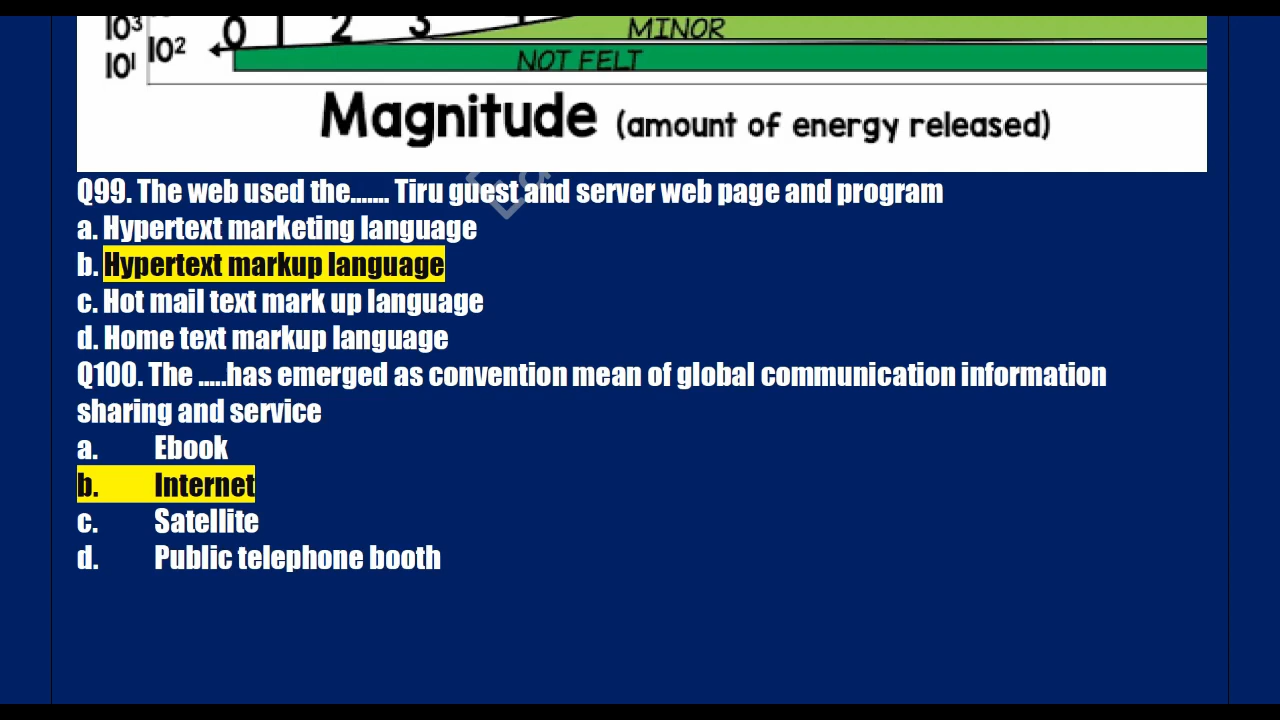 10³ 0 1 2 3
10² MINOR
10¹ NOT FELT
Magnitude (amount of energy released)
Q99. The web used the....... Tiru guest and server web page and program
a. Hypertext marketing language
b. Hypertext markup language
c. Hot mail text mark up language
d. Home text markup language
Q100. The .....has emerged as convention mean of global communication information
sharing and service
a. Ebook
b. Internet
c. Satellite
d. Public telephone booth